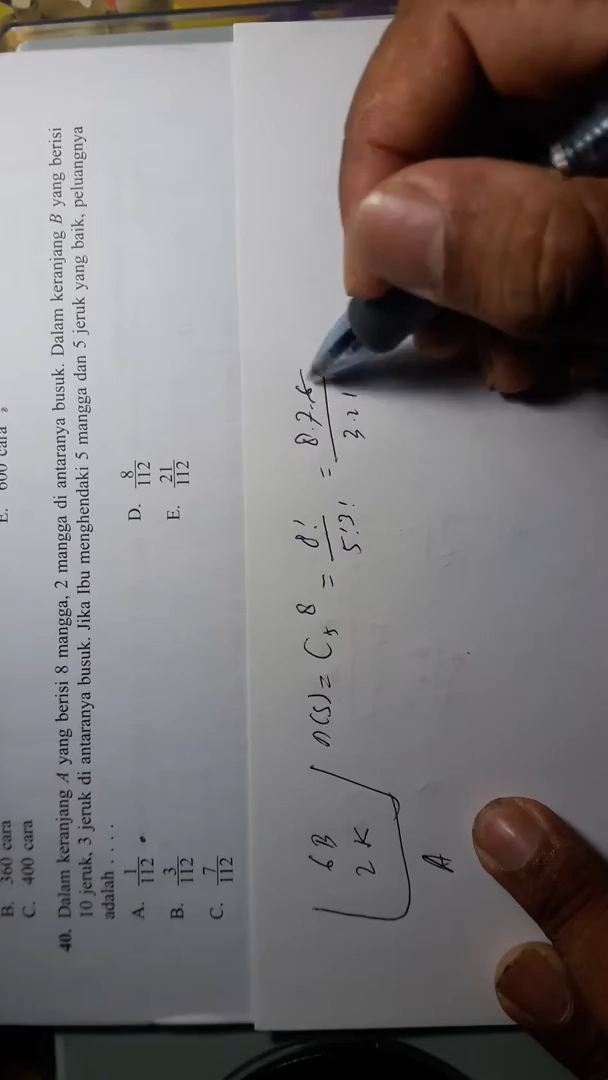 E. 600 cara
B. 360 cara
C. 400 cara
40. Dalam keranjang A yang berisi 8 mangga, 2 mangga di antaranya busuk. Dalam keranjang B yang berisi
10 jeruk, 3 jeruk di antaranya busuk. Jika Ibu menghendaki 5 mangga dan 5 jeruk yang baik, peluangnya
adalah . . . .
A. 1/112
D. 8/112
B. 3/112
E. 21/112
C. 7/112
6B
2K
n(S) = C₅⁸ = 8!/5!3! = 8.7.6/3.2.1
A